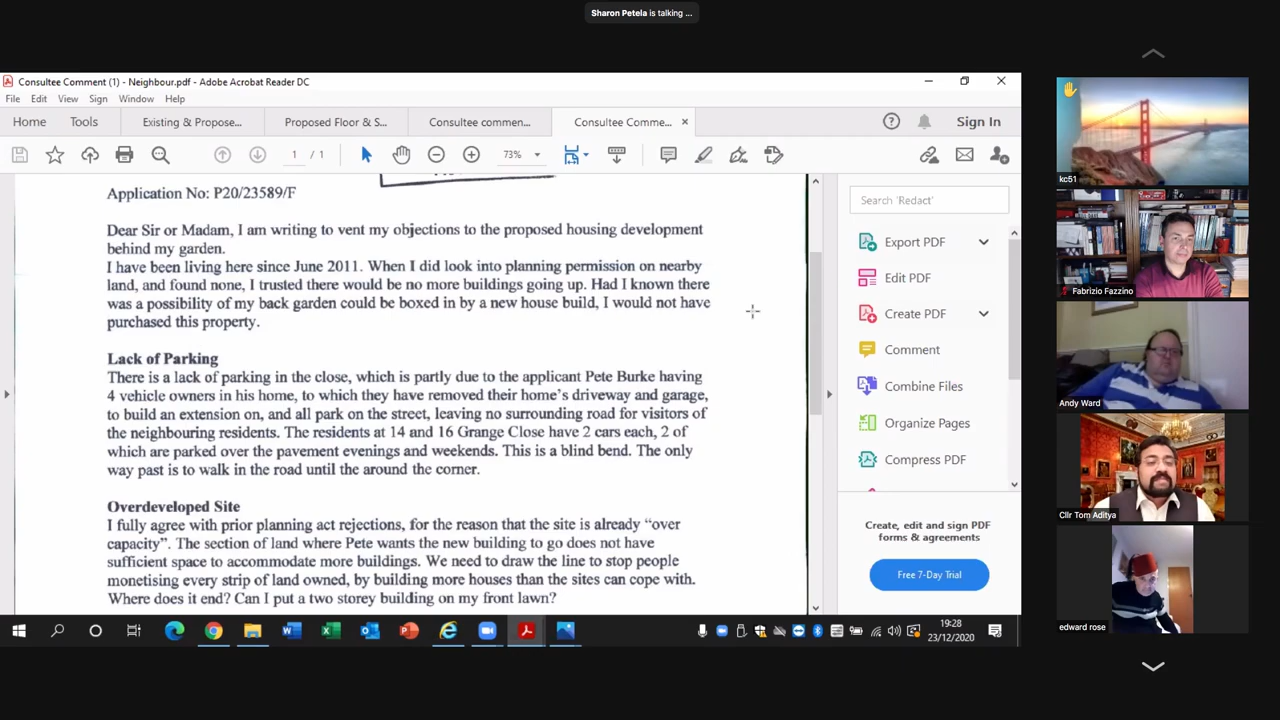 Sharon Petela is talking ...
Consultee Comment (1) - Neighbour.pdf - Adobe Acrobat Reader DC
File Edit View Sign Window Help
Home Tools Existing & Propose... Proposed Floor & S... Consultee commen... Consultee Comme... × Sign In
1 / 1 73%
Application No: P20/23589/F
Dear Sir or Madam, I am writing to vent my objections to the proposed housing development
behind my garden.
I have been living here since June 2011. When I did look into planning permission on nearby
land, and found none, I trusted there would be no more buildings going up. Had I known there
was a possibility of my back garden could be boxed in by a new house build, I would not have
purchased this property.
Lack of Parking
There is a lack of parking in the close, which is partly due to the applicant Pete Burke having
4 vehicle owners in his home, to which they have removed their home's driveway and garage,
to build an extension on, and all park on the street, leaving no surrounding road for visitors of
the neighbouring residents. The residents at 14 and 16 Grange Close have 2 cars each, 2 of
which are parked over the pavement evenings and weekends. This is a blind bend. The only
way past is to walk in the road until the around the corner.
Overdeveloped Site
I fully agree with prior planning act rejections, for the reason that the site is already “over
capacity”. The section of land where Pete wants the new building to go does not have
sufficient space to accommodate more buildings. We need to draw the line to stop people
monetising every strip of land owned, by building more houses than the sites can cope with.
Where does it end? Can I put a two storey building on my front lawn?
Search 'Redact'
Export PDF
Edit PDF
Create PDF
Comment
Combine Files
Organize Pages
Compress PDF
Create, edit and sign PDF
forms & agreements
Free 7-Day Trial
19:28
23/12/2020
kc51
Fabrizio Fazzino
Andy Ward
Cllr Tom Aditya
edward rose